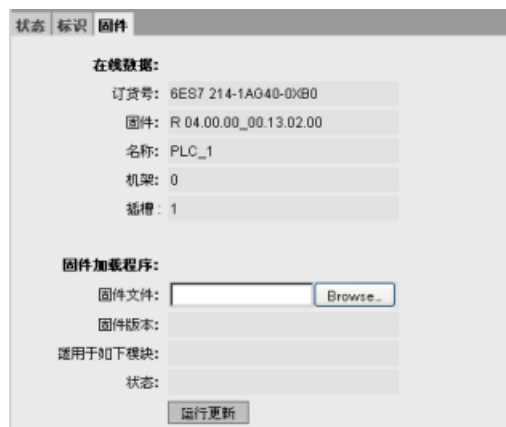 状态 标识 固件
在线数据:
订货号: 6ES7 214-1AG40-0XB0
固件: R 04.00.00_00.13.02.00
名称: PLC_1
机架: 0
插槽: 1
固件加载程序:
固件文件: Browse...
固件版本:
适用于如下模块:
状态:
运行更新